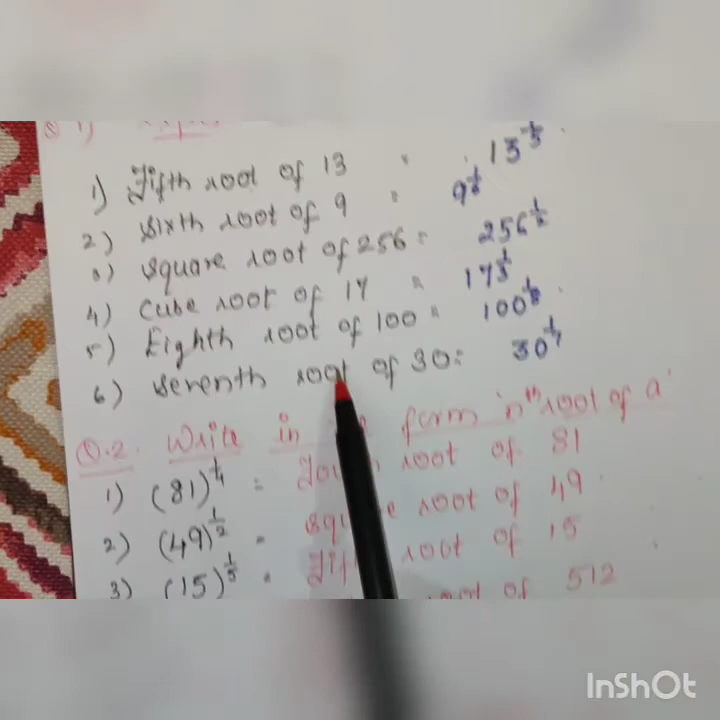 1) Fifth root of 13 = 13^1/5
2) sixth root of 9 = 9^1/6
3) square root of 256 = 256^1/2
4) cube root of 17 = 17^1/3
5) Eighth root of 100 = 100^1/8
6) seventh root of 30 = 30^1/7
Q.2. Write in form 'nth root of a'
1) (81)^1/4 = root of 81
2) (49)^1/2 = square root of 49
3) (15)^1/5 = root of 15
root of 512
InShOt